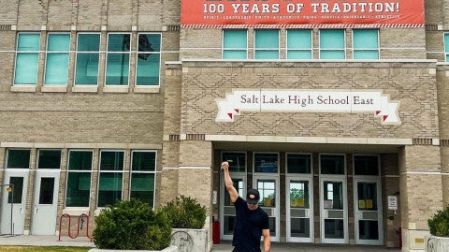 100 YEARS OF TRADITION!
Salt Lake High School East